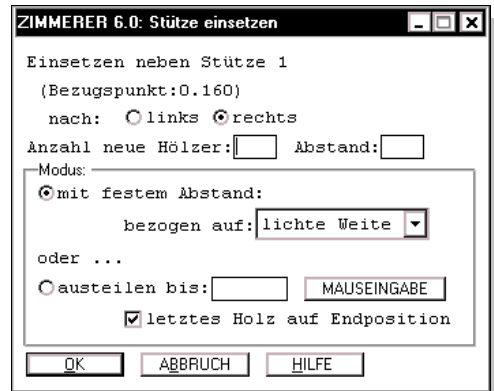 ZIMMERER 6.0: Stütze einsetzen
Einsetzen neben Stütze 1
(Bezugspunkt:0.160)
nach: links rechts
Anzahl neue Hölzer: Abstand:
Modus:
mit festem Abstand:
bezogen auf: lichte Weite
oder ...
austeilen bis: MAUSEINGABE
letztes Holz auf Endposition
OK ABBRUCH HILFE